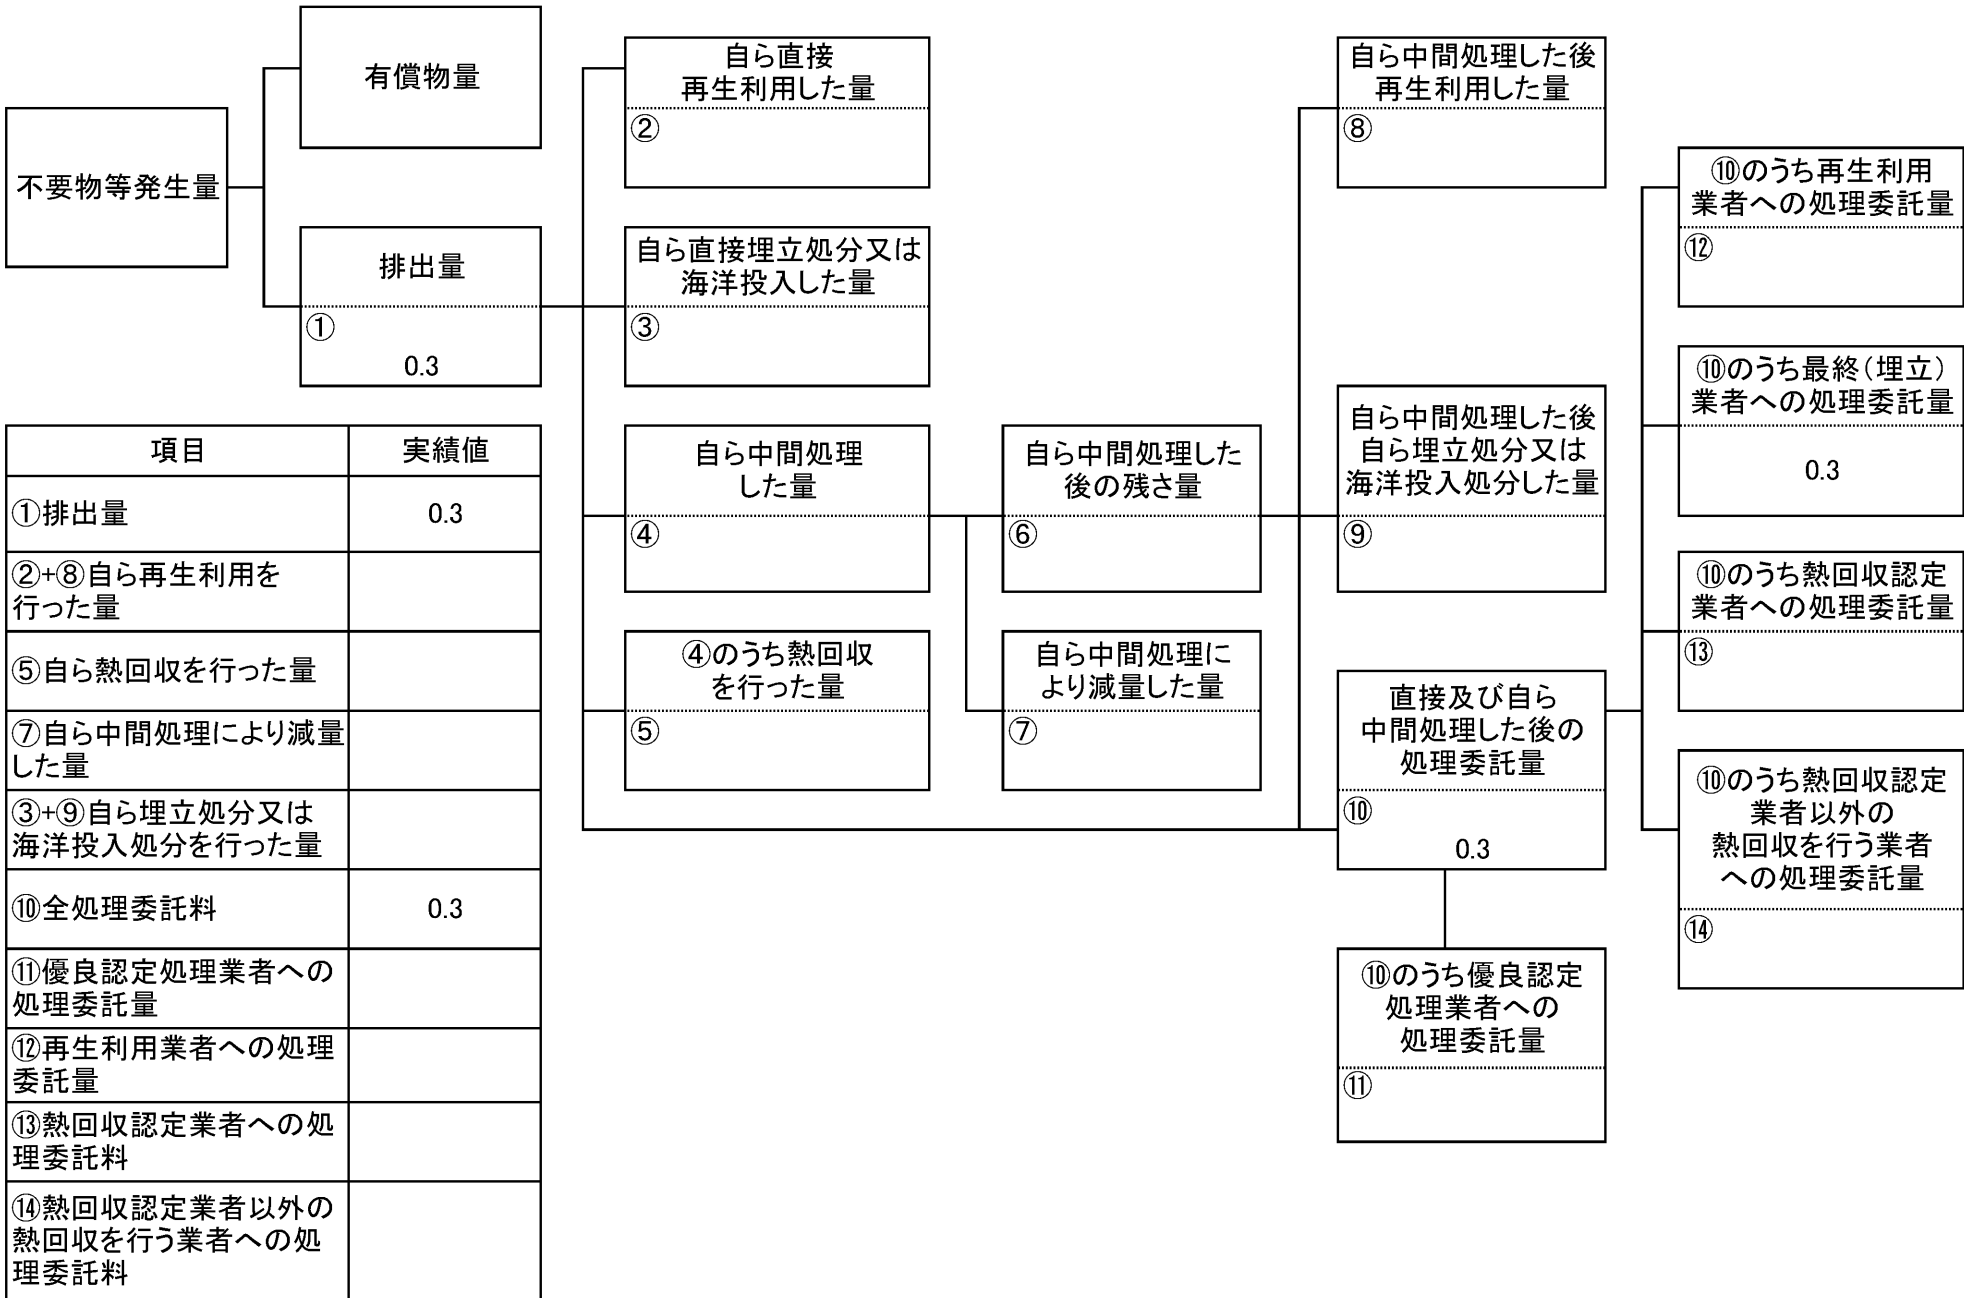 有償物量
不要物等発生量
排出量
①
0.3
自ら直接
再生利用した量
②
自ら直接埋立処分又は
海洋投入した量
③
自ら中間処理
した量
④
④のうち熱回収
を行った量
⑤
自ら中間処理した
後の残さ量
⑥
自ら中間処理に
より減量した量
⑦
自ら中間処理した後
再生利用した量
⑧
自ら中間処理した後
自ら埋立処分又は
海洋投入処分した量
⑨
直接及び自ら
中間処理した後の
処理委託量
⑩
0.3
⑩のうち優良認定
処理業者への
処理委託量
⑪
⑩のうち再生利用
業者への処理委託量
⑫
⑩のうち最終（埋立）
業者への処理委託量
0.3
⑩のうち熱回収認定
業者への処理委託量
⑬
⑩のうち熱回収認定
業者以外の
熱回収を行う業者
への処理委託量
⑭
項目 実績値
①排出量 0.3
②+⑧自ら再生利用を
行った量
⑤自ら熱回収を行った量
⑦自ら中間処理により減量
した量
③+⑨自ら埋立処分又は
海洋投入処分を行った量
⑩全処理委託料 0.3
⑪優良認定処理業者への
処理委託量
⑫再生利用業者への処理
委託量
⑬熱回収認定業者への処
理委託料
⑭熱回収認定業者以外の
熱回収を行う業者への処
理委託料